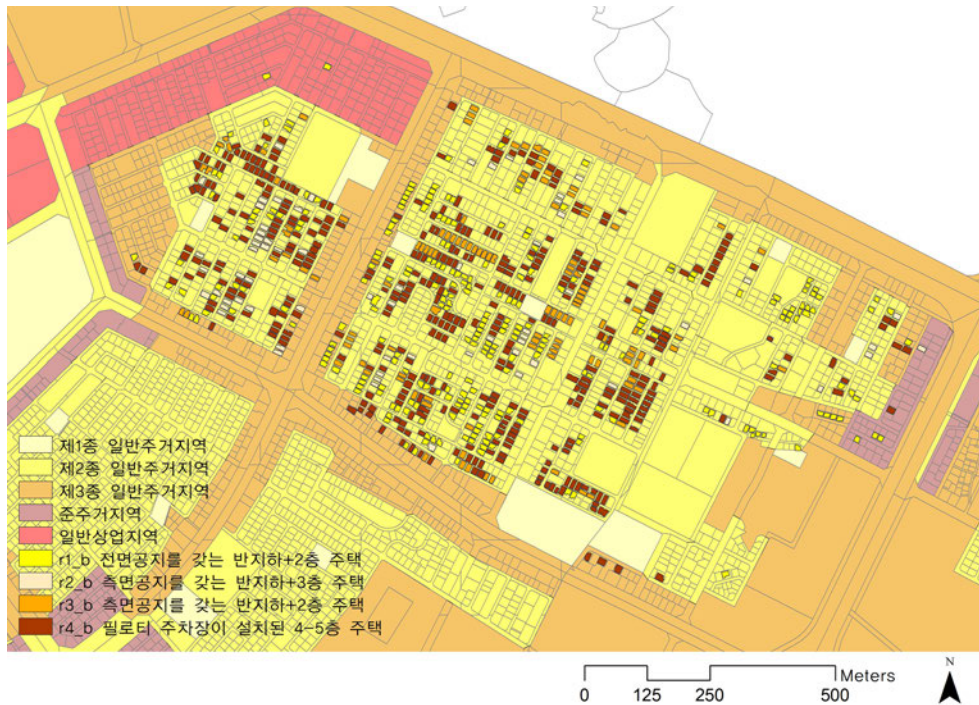 제1종 일반주거지역
제2종 일반주거지역
제3종 일반주거지역
준주거지역
일반상업지역
r1_b 전면공지를 갖는 반지하+2층 주택
r2_b 측면공지를 갖는 반지하+3층 주택
r3_b 측면공지를 갖는 반지하+2층 주택
r4_b 필로티 주차장이 설치된 4-5층 주택
Meters
0 125 250 500
N